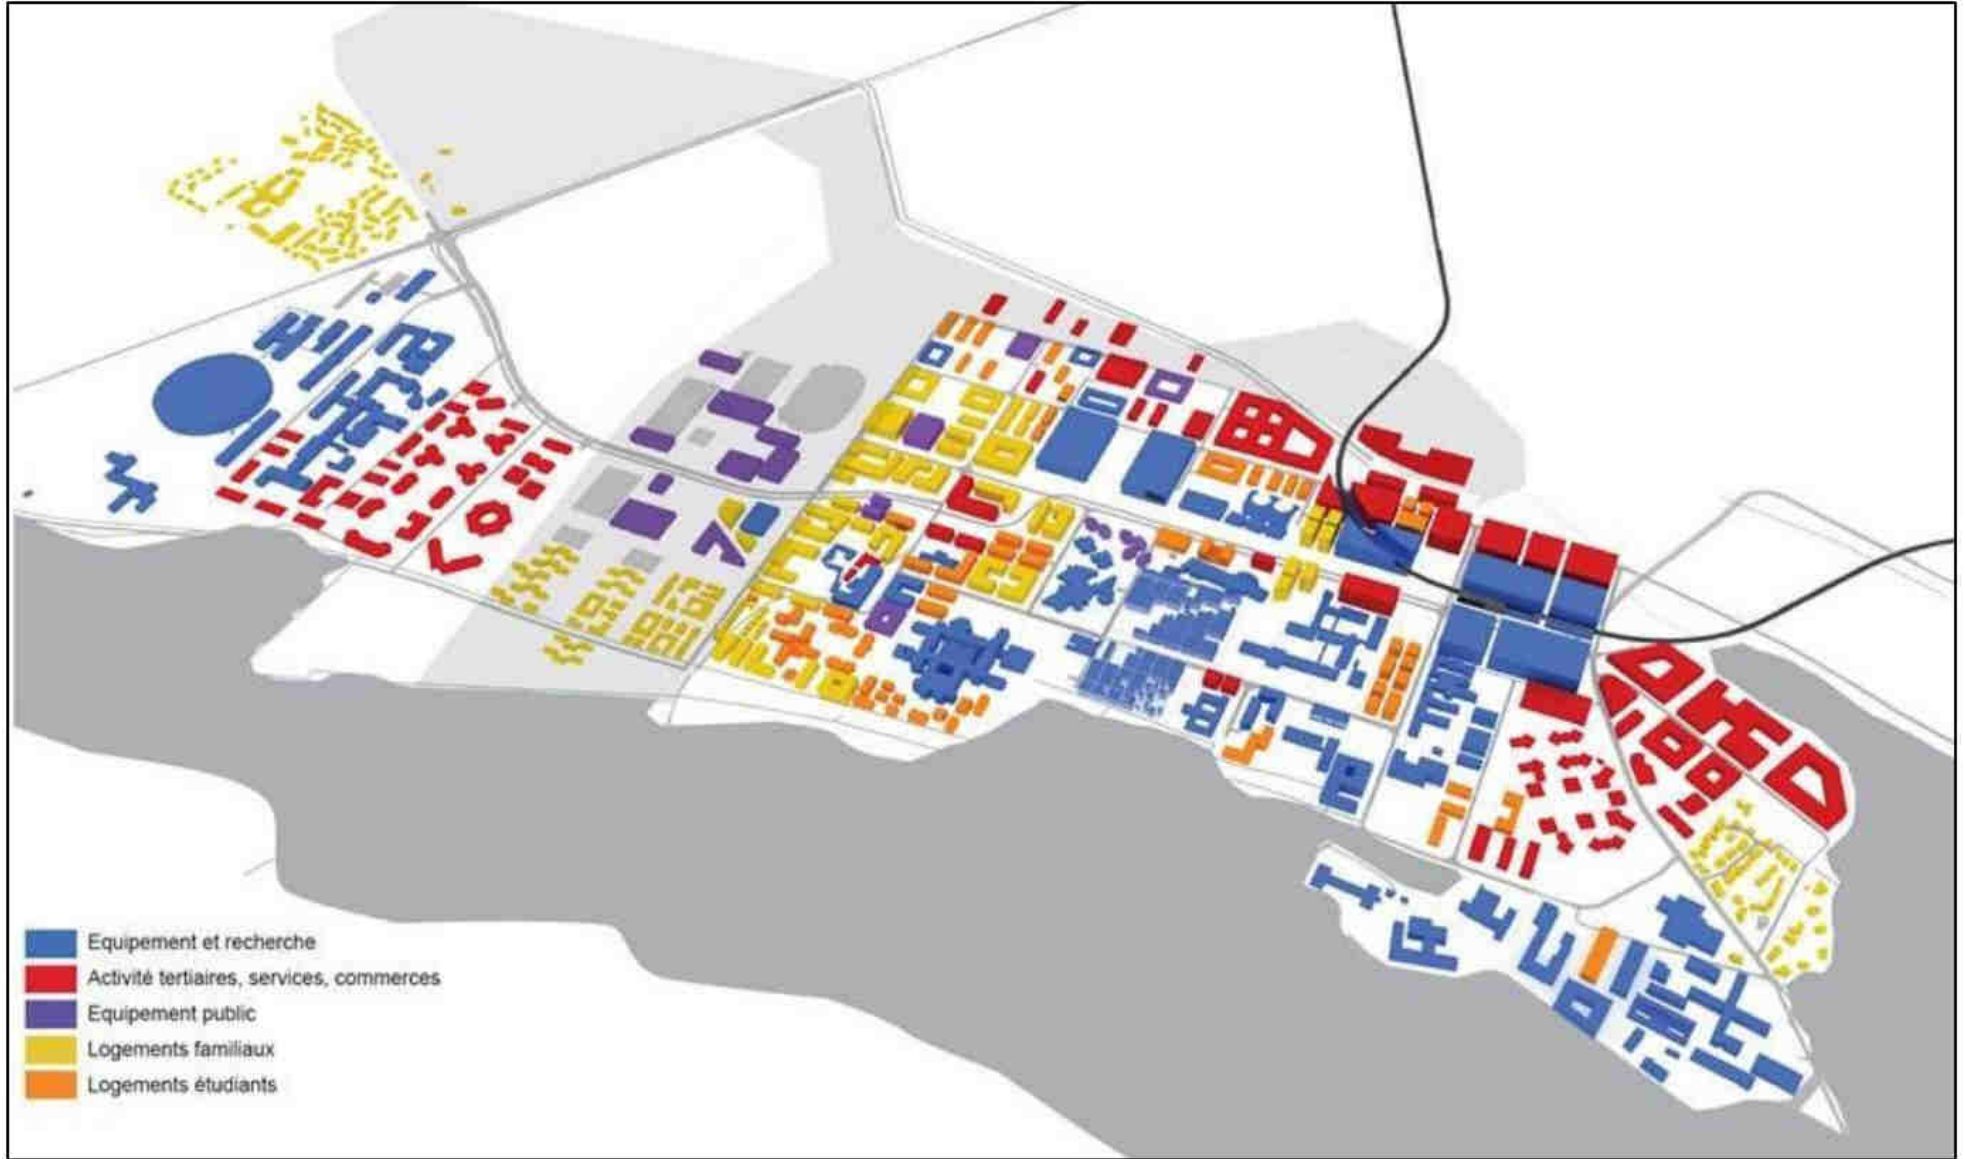 Equipement et recherche
Activité tertiaires, services, commerces
Equipement public
Logements familiaux
Logements étudiants